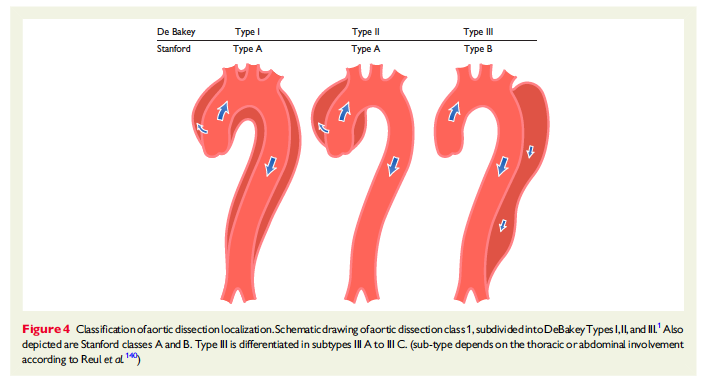 De Bakey Type I Type II Type III
Stanford Type A Type A Type B
Figure 4 Classification of aortic dissection localization. Schematic drawing of aortic dissection class 1, subdivided into DeBakey Types I, II, and III.1 Also
depicted are Stanford classes A and B. Type III is differentiated in subtypes III A to III C. (sub-type depends on the thoracic or abdominal involvement
according to Reul et al.140)